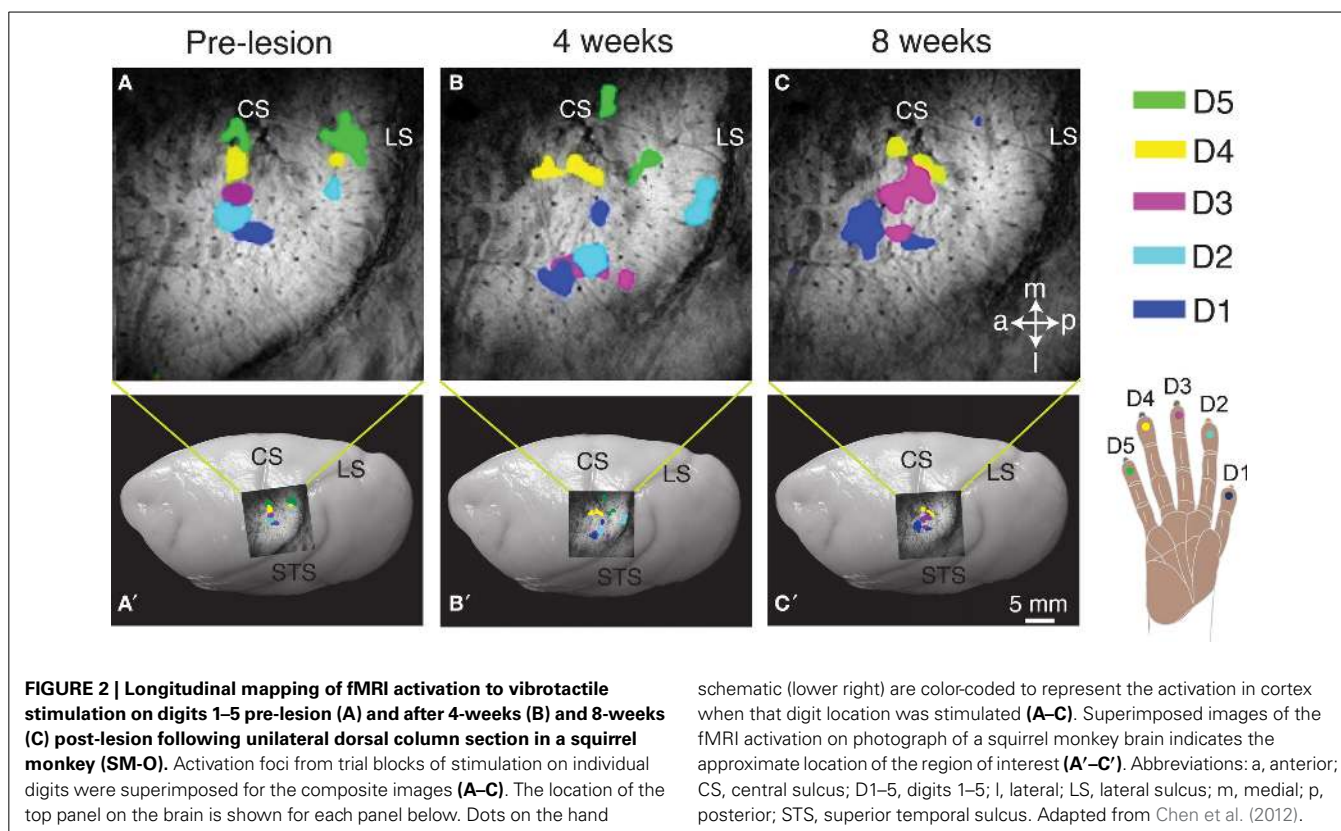 Pre-lesion
4 weeks
8 weeks
A
CS
LS
B
CS
LS
C
CS
LS
m
a
p
l
D5
D4
D3
D2
D1
CS
LS
STS
A′
CS
LS
STS
B′
CS
LS
STS
C′
5 mm
D5
D4
D3
D2
D1
FIGURE 2 | Longitudinal mapping of fMRI activation to vibrotactile
stimulation on digits 1–5 pre-lesion (A) and after 4-weeks (B) and 8-weeks
(C) post-lesion following unilateral dorsal column section in a squirrel
monkey (SM-O). Activation foci from trial blocks of stimulation on individual
digits were superimposed for the composite images (A–C). The location of the
top panel on the brain is shown for each panel below. Dots on the hand
schematic (lower right) are color-coded to represent the activation in cortex
when that digit location was stimulated (A–C). Superimposed images of the
fMRI activation on photograph of a squirrel monkey brain indicates the
approximate location of the region of interest (A′–C′). Abbreviations: a, anterior;
CS, central sulcus; D1–5, digits 1–5; l, lateral; LS, lateral sulcus; m, medial; p,
posterior; STS, superior temporal sulcus. Adapted from Chen et al. (2012).